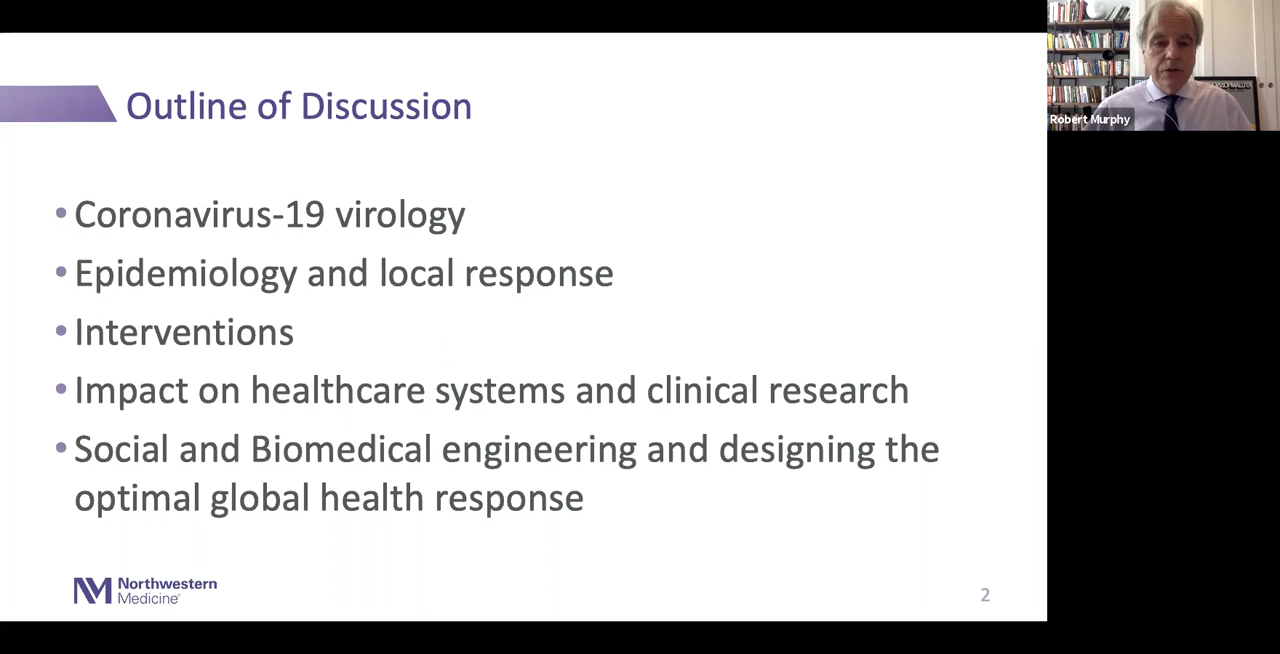 Outline of Discussion
• Coronavirus-19 virology
• Epidemiology and local response
• Interventions
• Impact on healthcare systems and clinical research
• Social and Biomedical engineering and designing the
optimal global health response
Northwestern
Medicine
2
Robert Murphy